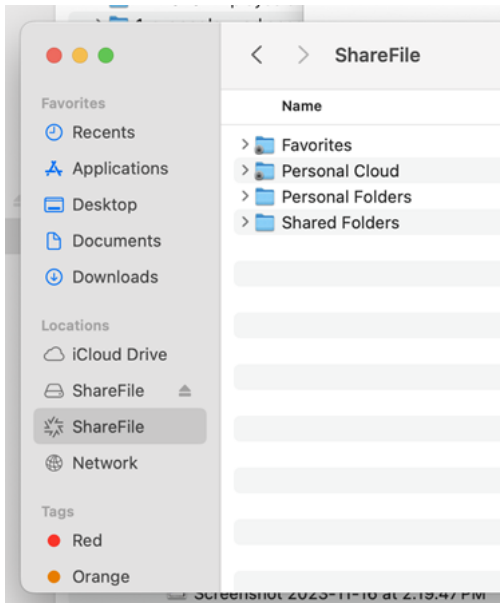 ShareFile
Favorites
Recents
Applications
Desktop
Documents
Downloads
Locations
iCloud Drive
ShareFile
ShareFile
Network
Tags
Red
Orange
Name
Favorites
Personal Cloud
Personal Folders
Shared Folders
Screenshot 2023-11-16 at 2.19.47 PM